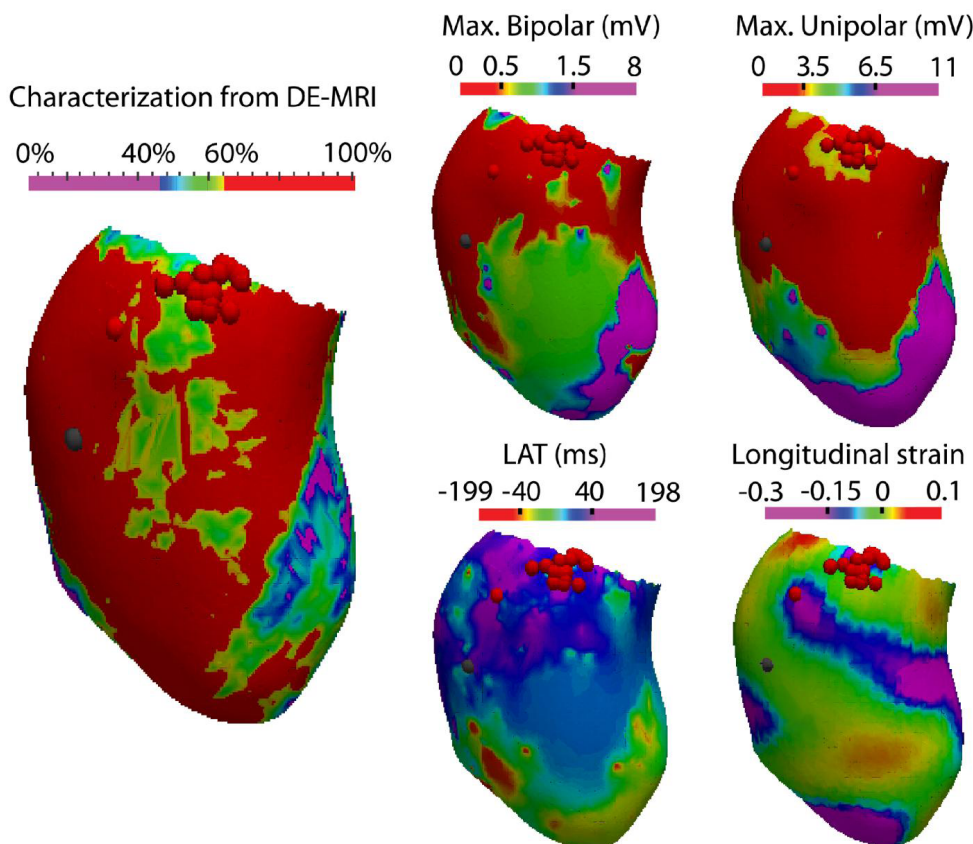 Characterization from DE-MRI
0% 40% 60% 100%
Max. Bipolar (mV)
0 0.5 1.5 8
Max. Unipolar (mV)
0 3.5 6.5 11
LAT (ms)
-199 -40 40 198
Longitudinal strain
-0.3 -0.15 0 0.1